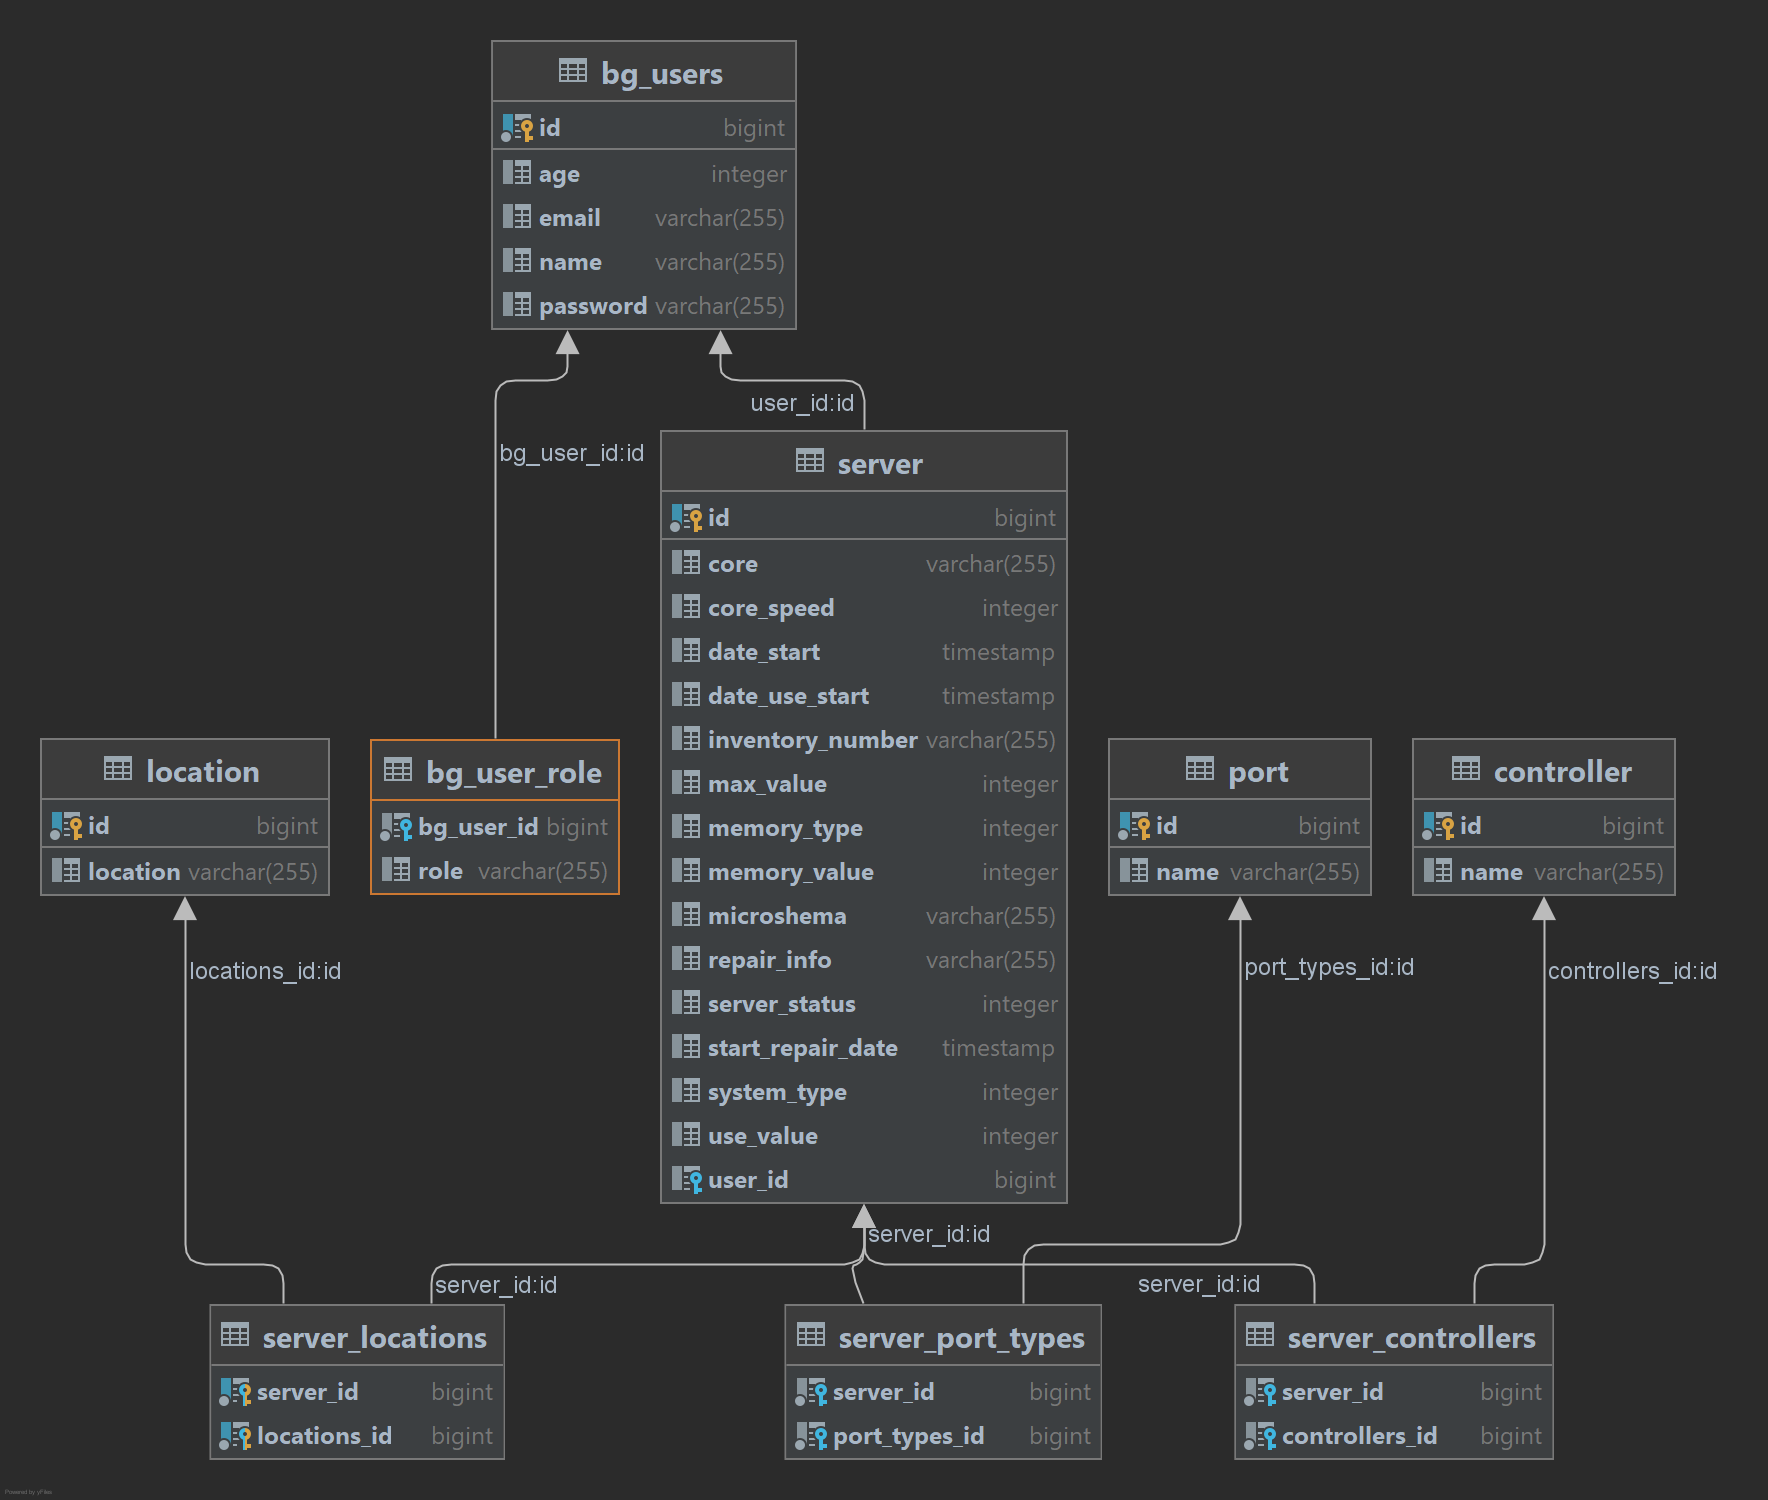 bg_users
id bigint
age integer
email varchar(255)
name varchar(255)
password varchar(255)
user_id:id
bg_user_id:id
server
id bigint
core varchar(255)
core_speed integer
date_start timestamp
date_use_start timestamp
inventory_number varchar(255)
max_value integer
memory_type integer
memory_value integer
microshema varchar(255)
repair_info varchar(255)
server_status integer
start_repair_date timestamp
system_type integer
use_value integer
user_id bigint
location
id bigint
location varchar(255)
bg_user_role
bg_user_id bigint
role varchar(255)
port
id bigint
name varchar(255)
controller
id bigint
name varchar(255)
locations_id:id
port_types_id:id
controllers_id:id
server_id:id
server_id:id
server_id:id
server_locations
server_id bigint
locations_id bigint
server_port_types
server_id bigint
port_types_id bigint
server_controllers
server_id bigint
controllers_id bigint
Powered by yFiles